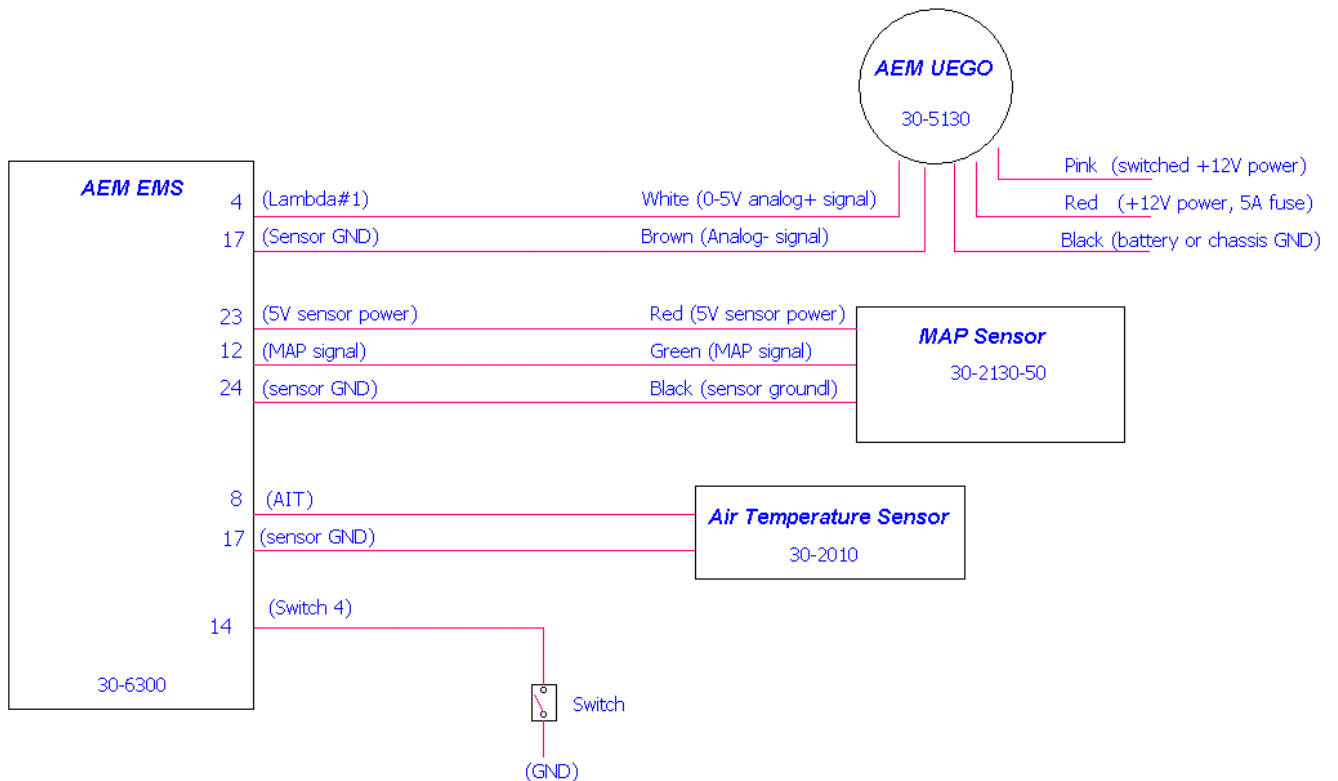 AEM UEGO
30-5130
Pink (switched +12V power)
Red (+12V power, 5A fuse)
Black (battery or chassis GND)
AEM EMS
4 (Lambda#1) White (0-5V analog+ signal)
17 (Sensor GND) Brown (Analog- signal)
23 (5V sensor power) Red (5V sensor power)
12 (MAP signal) Green (MAP signal)
24 (sensor GND) Black (sensor groundl)
MAP Sensor
30-2130-50
8 (AIT)
17 (sensor GND)
Air Temperature Sensor
30-2010
14 (Switch 4)
30-6300
Switch
(GND)